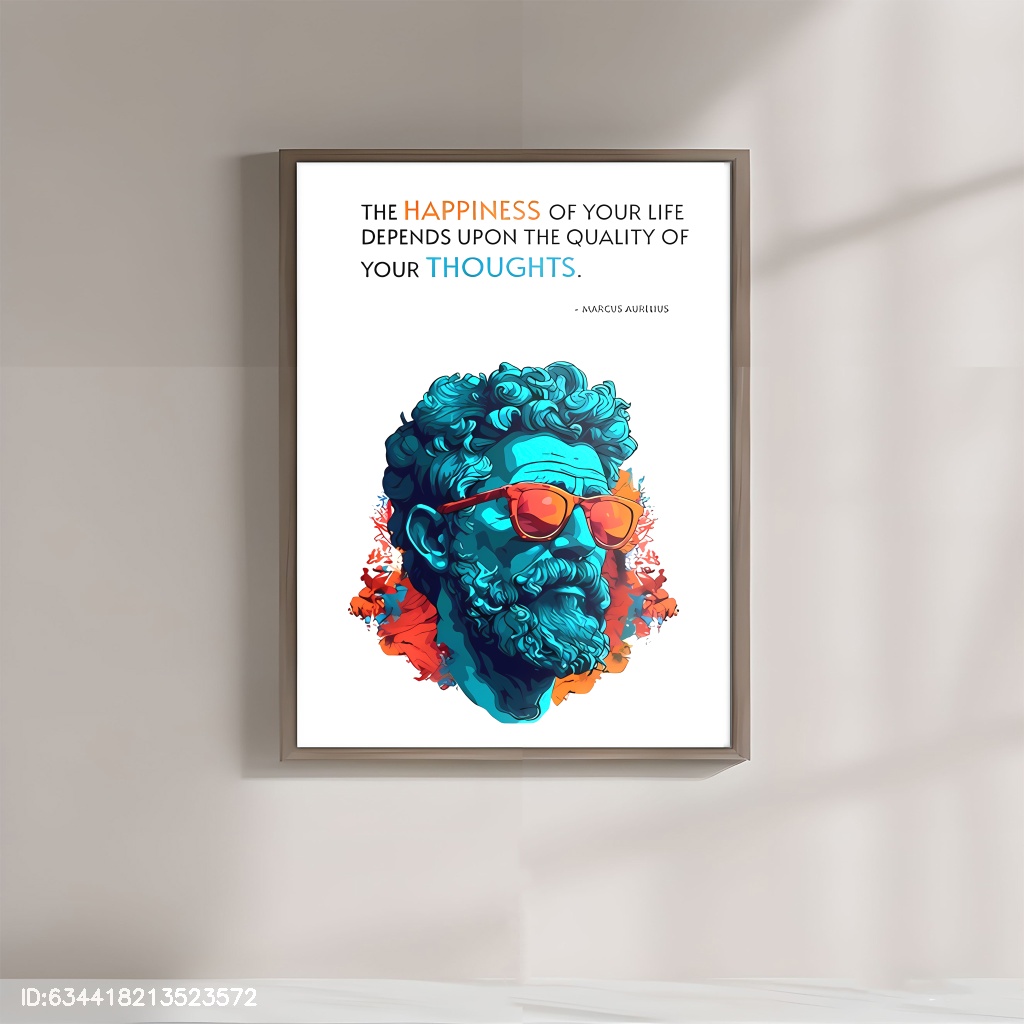 THE HAPPINESS OF YOUR LIFE
DEPENDS UPON THE QUALITY OF
YOUR THOUGHTS.
- MARCUS AURELIUS
ID:634418213523572